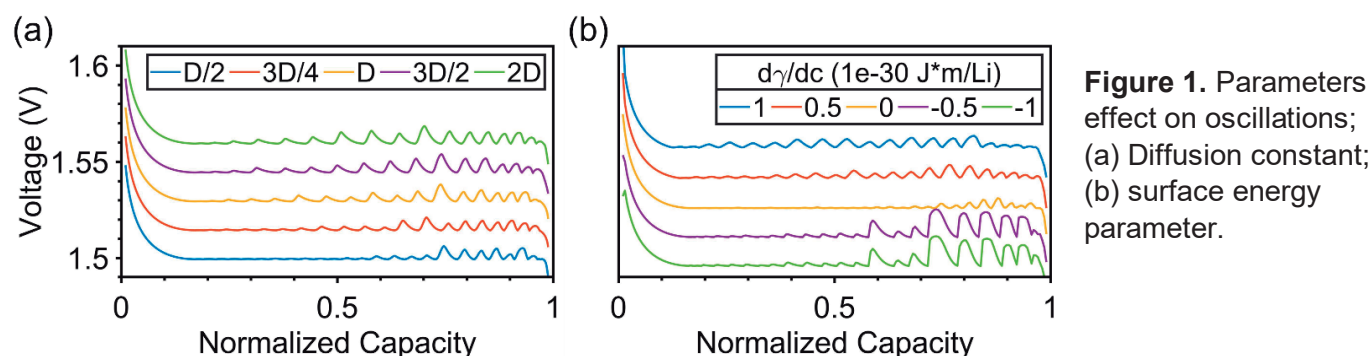 (a)
1.6
1.55
1.5
Voltage (V)
D/2 3D/4 D 3D/2 2D
0 0.5 1
Normalized Capacity
(b)
dγ/dc (1e-30 J*m/Li)
1 0.5 0 -0.5 -1
0 0.5 1
Normalized Capacity
Figure 1. Parameters
effect on oscillations;
(a) Diffusion constant;
(b) surface energy
parameter.